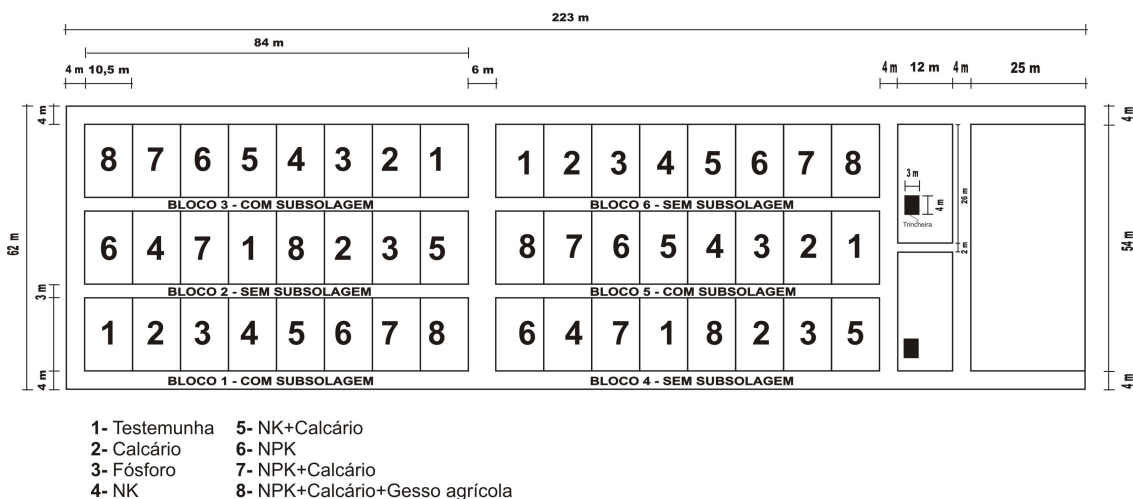 223 m
84 m
4 m 10,5 m 6 m 4 m 12 m 4 m 25 m
4 m 4 m
8 7 6 5 4 3 2 1 1 2 3 4 5 6 7 8
3 m
4 m
26 m
Trincheira
BLOCO 3 - COM SUBSOLAGEM BLOCO 6 - SEM SUBSOLAGEM
62 m 54 m
6 4 7 1 8 2 3 5 8 7 6 5 4 3 2 1
2 m
3 m
BLOCO 2 - SEM SUBSOLAGEM BLOCO 5 - COM SUBSOLAGEM
1 2 3 4 5 6 7 8 6 4 7 1 8 2 3 5
4 m 4 m
BLOCO 1 - COM SUBSOLAGEM BLOCO 4 - SEM SUBSOLAGEM
1- Testemunha 5- NK+Calcário
2- Calcário 6- NPK
3- Fósforo 7- NPK+Calcário
4- NK 8- NPK+Calcário+Gesso agrícola